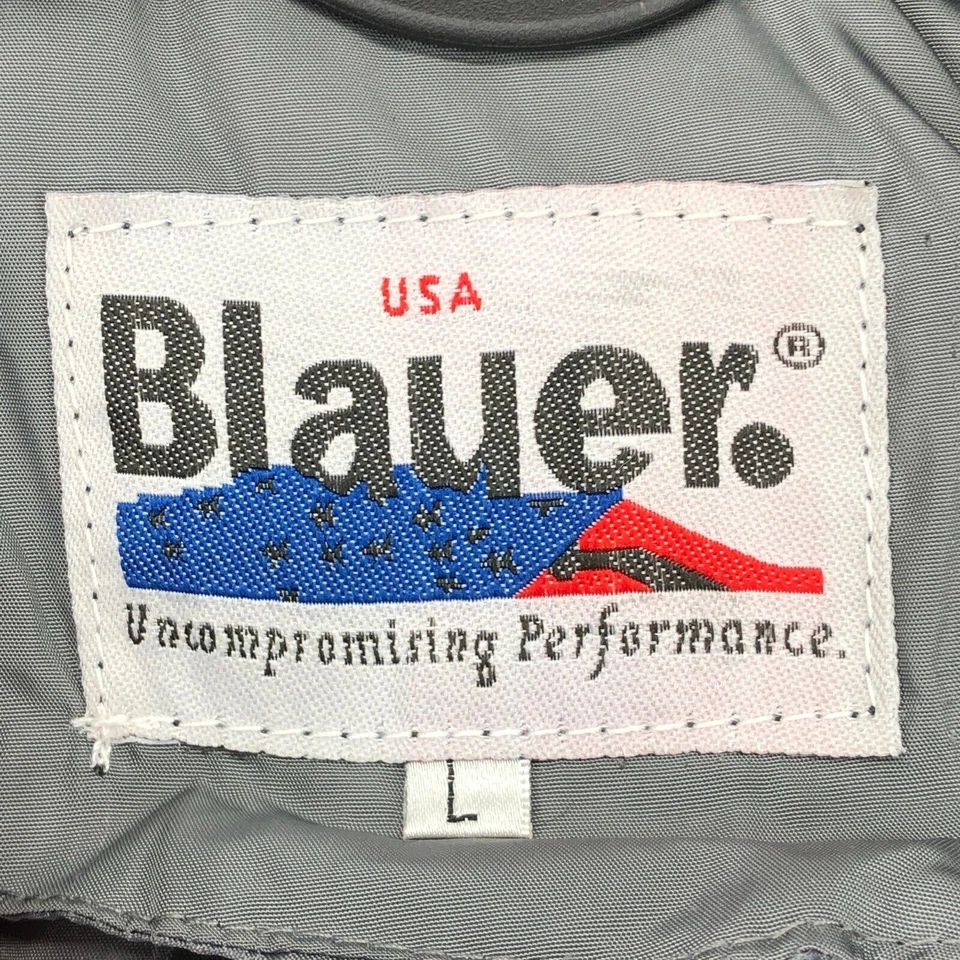 USA
Blauer.®
Uncompromising Performance.
L